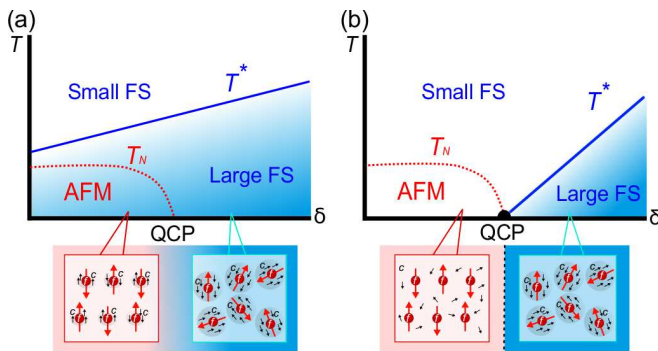 (a)
T
Small FS
T*
T_N
AFM
Large FS
δ
QCP
c c c
f f f
c c c
f f f
c c c
f f f
c c c
f f f
(b)
T
Small FS
T*
T_N
AFM
Large FS
δ
QCP
c
f f f
f f f
c c c
f f f
c c c
f f f